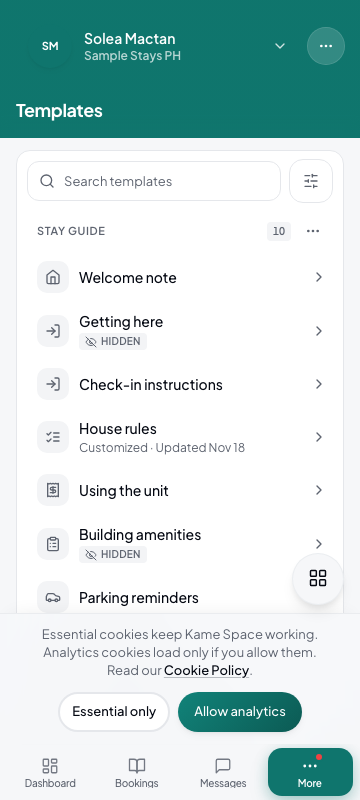 SM
Solea Mactan
Sample Stays PH
Templates
Search templates
STAY GUIDE
10
Welcome note
Getting here
HIDDEN
Check-in instructions
House rules
Customized · Updated Nov 18
Using the unit
Building amenities
HIDDEN
Parking reminders
Essential cookies keep Kame Space working.
Analytics cookies load only if you allow them.
Read our Cookie Policy.
Essential only
Allow analytics
Dashboard
Bookings
Messages
More